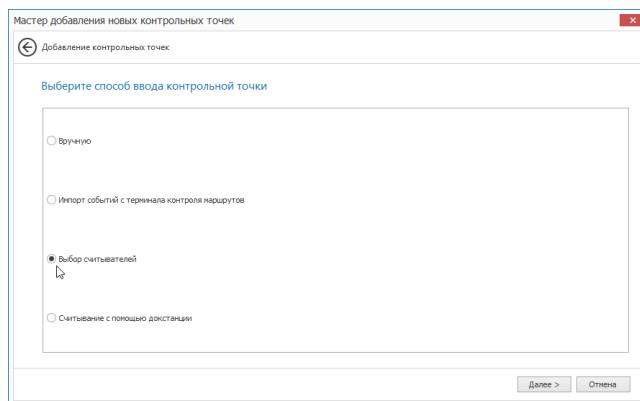 Мастер добавления новых контрольных точек
Добавление контрольных точек
Выберите способ ввода контрольной точки
Вручную
Импорт событий с терминала контроля маршрутов
Выбор считывателей
Считывание с помощью докстанции
Далее > Отмена